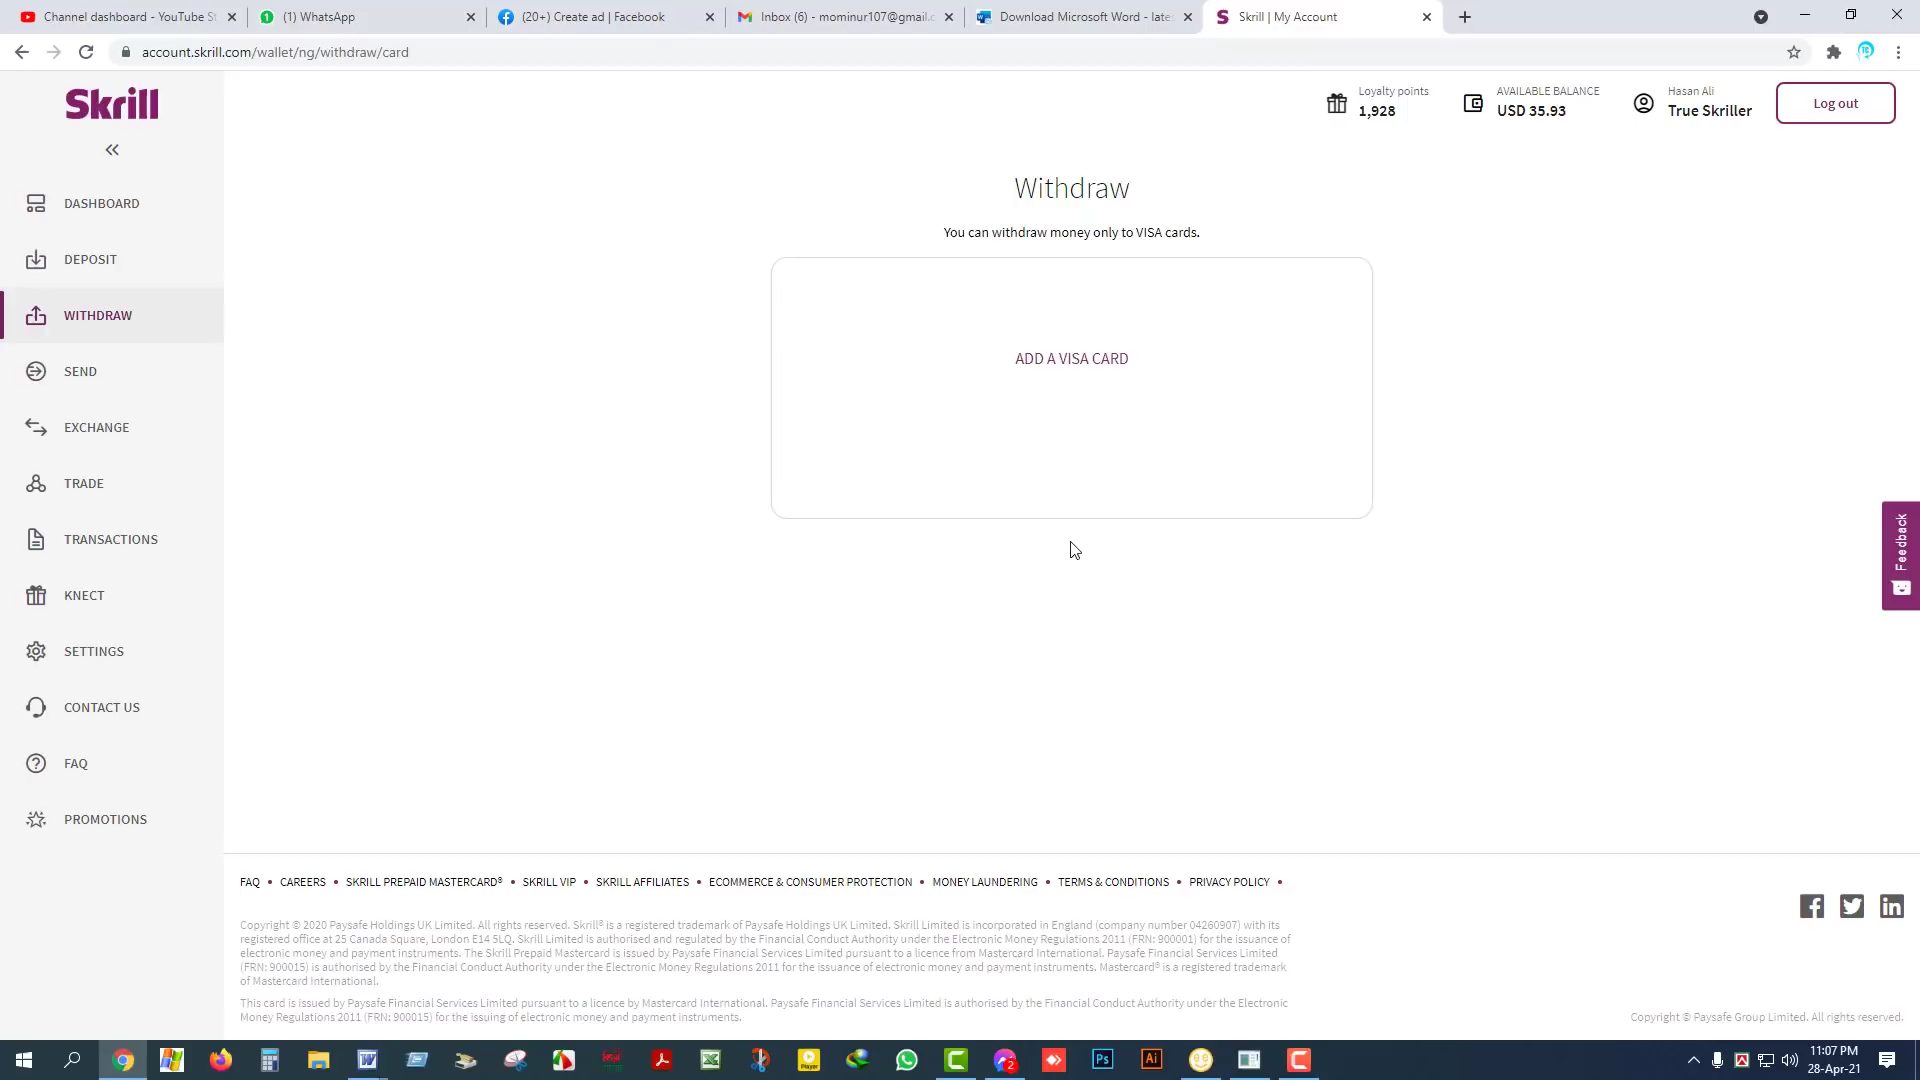 Channel dashboard - YouTube St
(1) WhatsApp
(20+) Create ad | Facebook
Inbox (6) - mominur107@gmail.c
Download Microsoft Word - late
Skrill | My Account
account.skrill.com/wallet/ng/withdraw/card
Skrill
Loyalty points
1,928
AVAILABLE BALANCE
USD 35.93
Hasan Ali
True Skriller
Log out
DASHBOARD
DEPOSIT
WITHDRAW
SEND
EXCHANGE
TRADE
TRANSACTIONS
KNECT
SETTINGS
CONTACT US
FAQ
PROMOTIONS
Withdraw
You can withdraw money only to VISA cards.
ADD A VISA CARD
Feedback
FAQ • CAREERS • SKRILL PREPAID MASTERCARD® • SKRILL VIP • SKRILL AFFILIATES • ECOMMERCE & CONSUMER PROTECTION • MONEY LAUNDERING • TERMS & CONDITIONS • PRIVACY POLICY •
Copyright © 2020 Paysafe Holdings UK Limited. All rights reserved. Skrill® is a registered trademark of Paysafe Holdings UK Limited. Skrill Limited is incorporated in England (company number 04260907) with its
registered office at 25 Canada Square, London E14 5LQ. Skrill Limited is authorised and regulated by the Financial Conduct Authority under the Electronic Money Regulations 2011 (FRN: 900001) for the issuance of
electronic money and payment instruments. The Skrill Prepaid Mastercard is issued by Paysafe Financial Services Limited pursuant to a licence from Mastercard International. Paysafe Financial Services Limited
(FRN: 900015) is authorised by the Financial Conduct Authority under the Electronic Money Regulations 2011 for the issuance of electronic money and payment instruments. Mastercard® is a registered trademark
of Mastercard International.
This card is issued by Paysafe Financial Services Limited pursuant to a licence by Mastercard International. Paysafe Financial Services Limited is authorised by the Financial Conduct Authority under the Electronic
Money Regulations 2011 (FRN: 900015) for the issuing of electronic money and payment instruments.
Copyright © Paysafe Group Limited. All rights reserved.
Player
2
Ps
Ai
11:07 PM
28-Apr-21